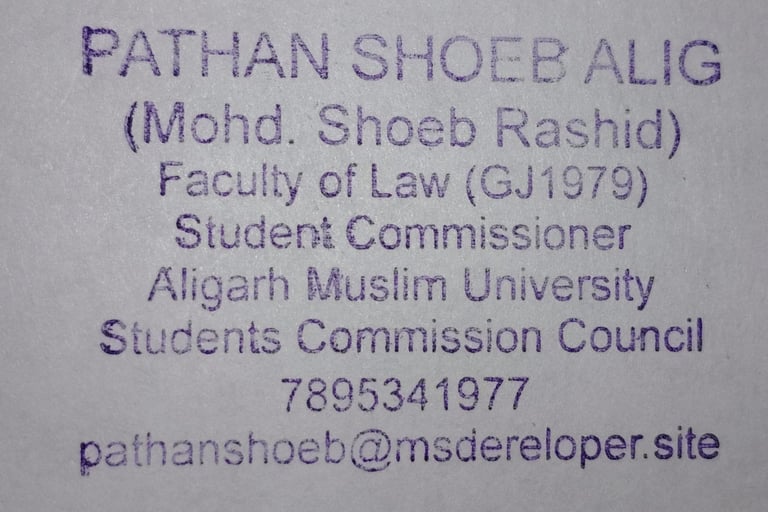 PATHAN SHOEB ALIG
(Mohd. Shoeb Rashid)
Faculty of Law (GJ1979)
Student Commissioner
Aligarh Muslim University
Students Commission Council
7895341977
pathanshoeb@msdereloper.site